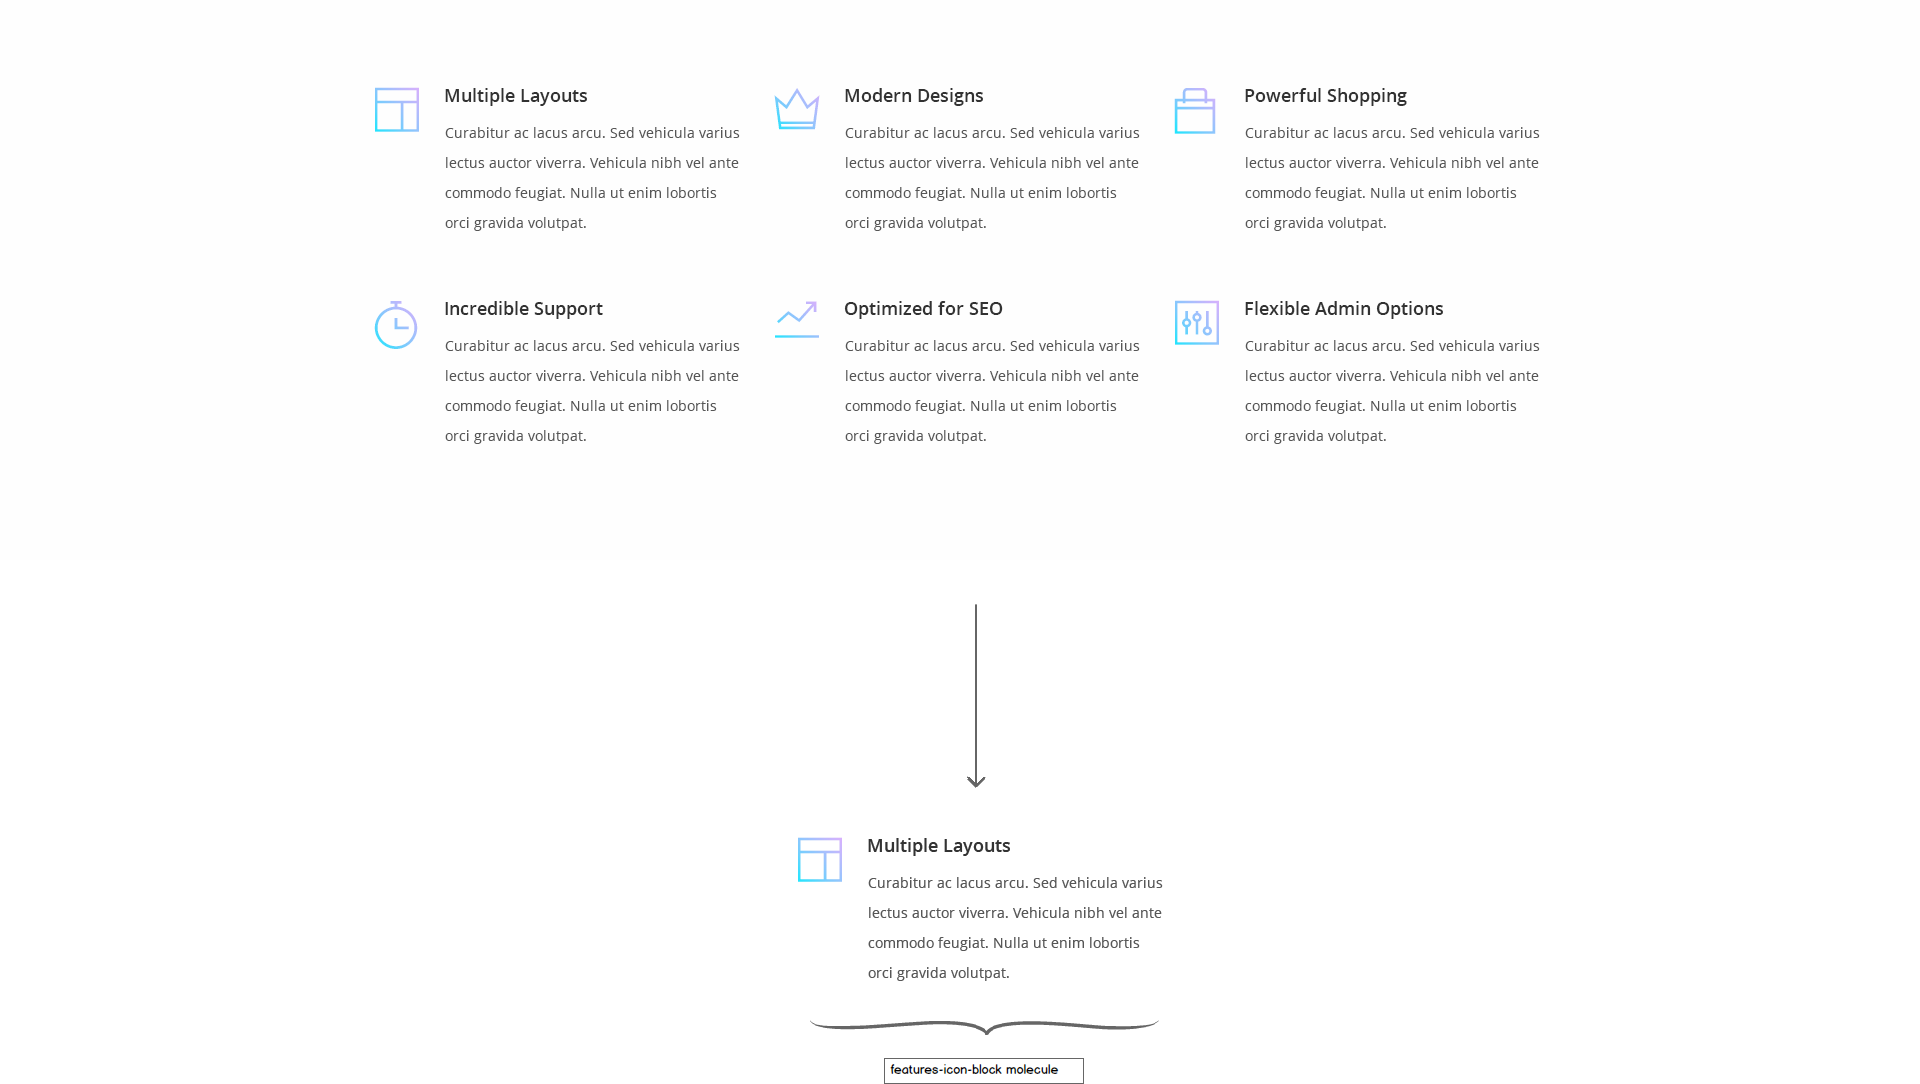 Multiple Layouts
Curabitur ac lacus arcu. Sed vehicula varius
lectus auctor viverra. Vehicula nibh vel ante
commodo feugiat. Nulla ut enim lobortis
orci gravida volutpat.
Modern Designs
Curabitur ac lacus arcu. Sed vehicula varius
lectus auctor viverra. Vehicula nibh vel ante
commodo feugiat. Nulla ut enim lobortis
orci gravida volutpat.
Powerful Shopping
Curabitur ac lacus arcu. Sed vehicula varius
lectus auctor viverra. Vehicula nibh vel ante
commodo feugiat. Nulla ut enim lobortis
orci gravida volutpat.
Incredible Support
Curabitur ac lacus arcu. Sed vehicula varius
lectus auctor viverra. Vehicula nibh vel ante
commodo feugiat. Nulla ut enim lobortis
orci gravida volutpat.
Optimized for SEO
Curabitur ac lacus arcu. Sed vehicula varius
lectus auctor viverra. Vehicula nibh vel ante
commodo feugiat. Nulla ut enim lobortis
orci gravida volutpat.
Flexible Admin Options
Curabitur ac lacus arcu. Sed vehicula varius
lectus auctor viverra. Vehicula nibh vel ante
commodo feugiat. Nulla ut enim lobortis
orci gravida volutpat.
Multiple Layouts
Curabitur ac lacus arcu. Sed vehicula varius
lectus auctor viverra. Vehicula nibh vel ante
commodo feugiat. Nulla ut enim lobortis
orci gravida volutpat.
features-icon-block molecule